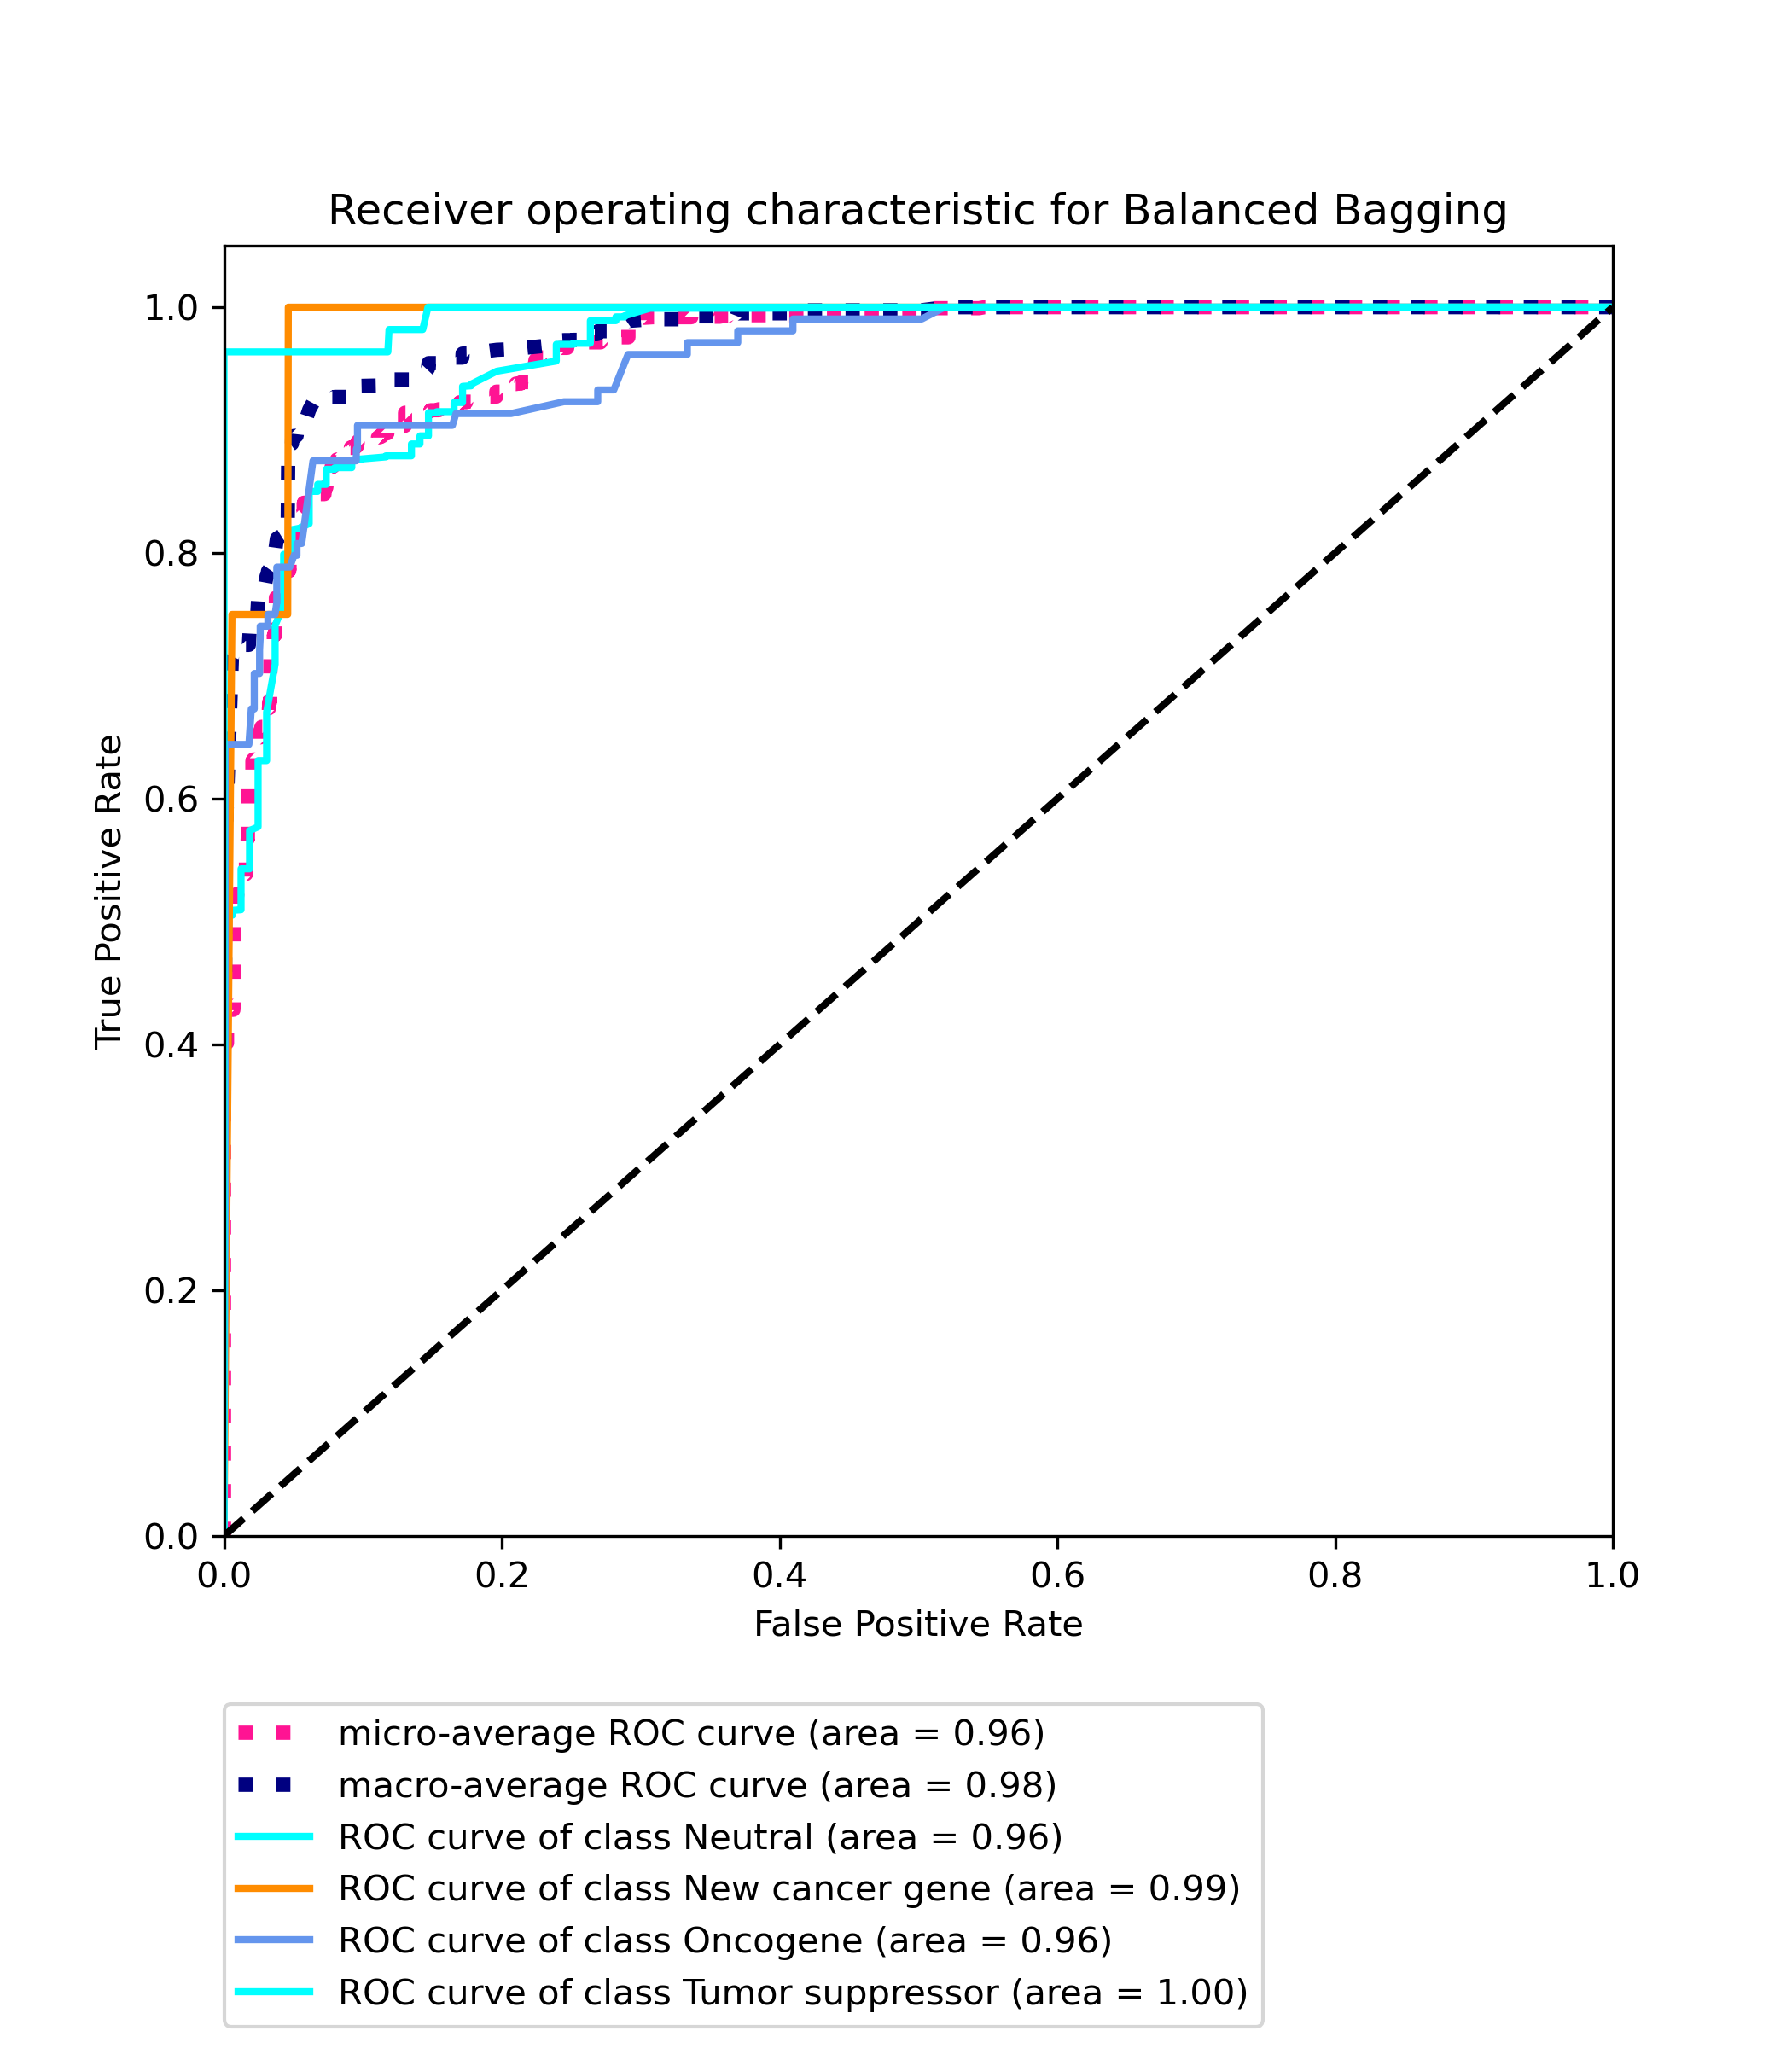 Receiver operating characteristic for Balanced Bagging
1.0
0.8
0.6
0.4
0.2
0.0
True Positive Rate
0.0 0.2 0.4 0.6 0.8 1.0
False Positive Rate
micro-average ROC curve (area = 0.96)
macro-average ROC curve (area = 0.98)
ROC curve of class Neutral (area = 0.96)
ROC curve of class New cancer gene (area = 0.99)
ROC curve of class Oncogene (area = 0.96)
ROC curve of class Tumor suppressor (area = 1.00)